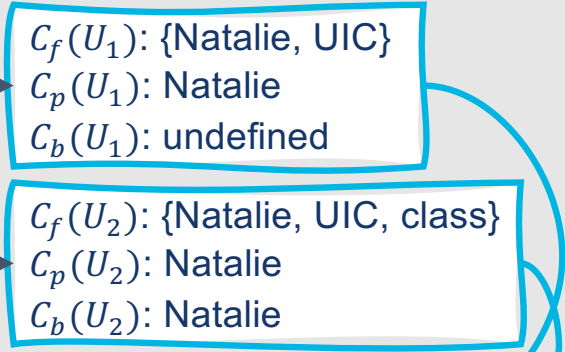 C_f(U_1): {Natalie, UIC}
C_p(U_1): Natalie
C_b(U_1): undefined
C_f(U_2): {Natalie, UIC, class}
C_p(U_2): Natalie
C_b(U_2): Natalie